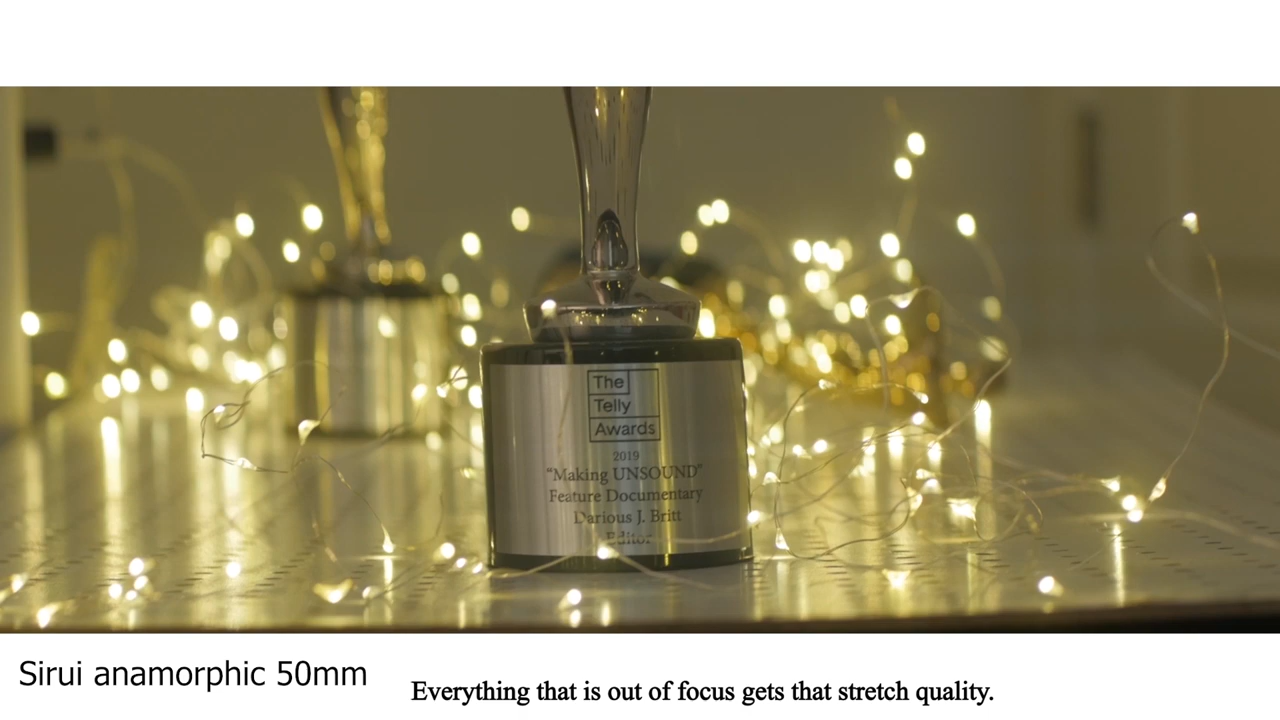 The
Telly
Awards
2019
"Making UNSOUND"
Feature Documentary
Darious J. Britt
Editor
Sirui anamorphic 50mm
Everything that is out of focus gets that stretch quality.